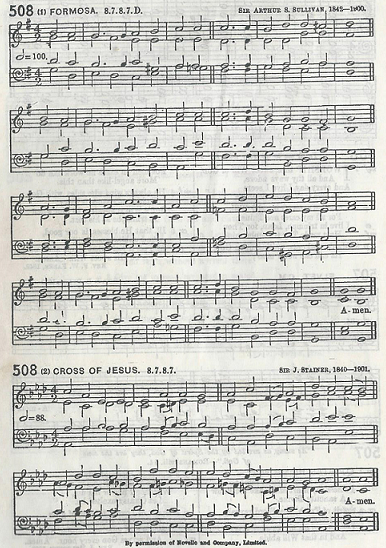 508 (1) FORMOSA. 8.7.8.7.D. SIR ARTHUR S. SULLIVAN, 1842–1900.
𝅗𝅥=100.
A-men.
508 (2) CROSS OF JESUS. 8.7.8.7. SIR J. STAINER, 1840–1901.
𝅗𝅥=88.
A-men.
By permission of Novello and Company, Limited.